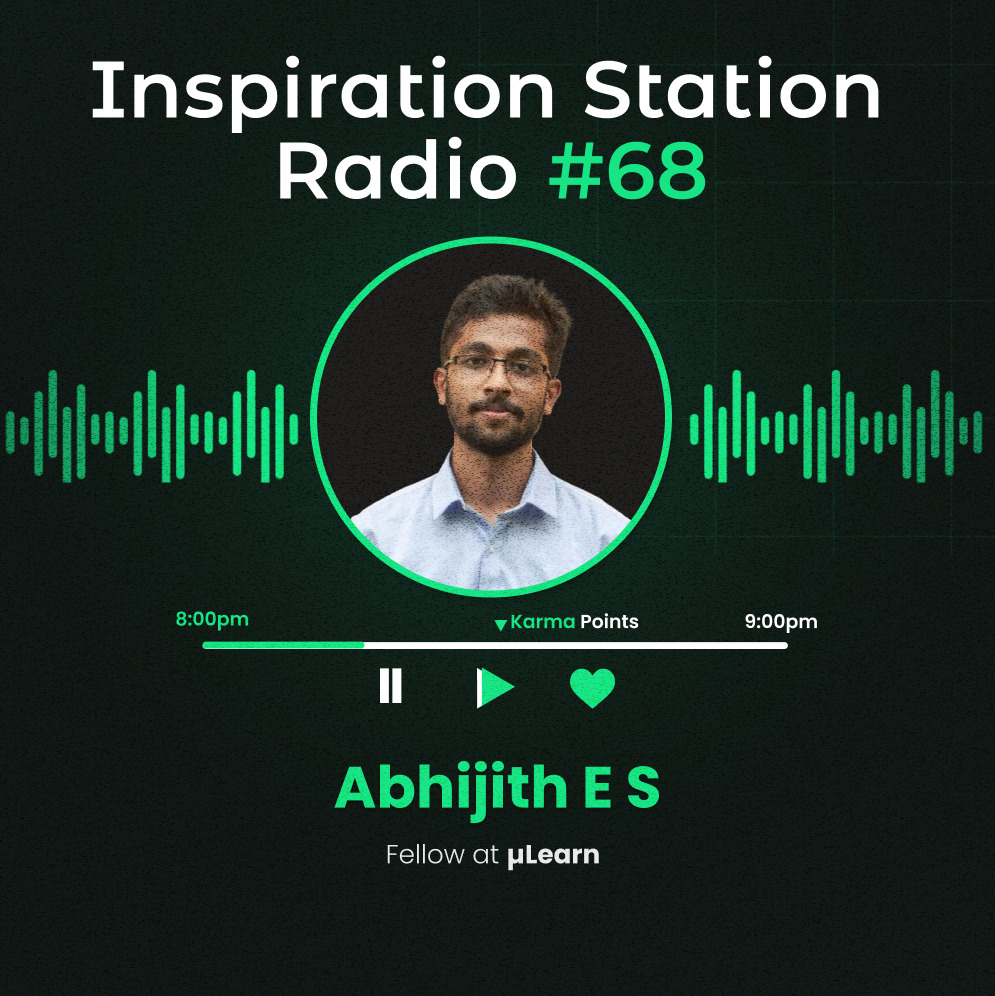 Inspiration Station
Radio #68
8:00pm
Karma Points
9:00pm
Abhijith E S
Fellow at µLearn